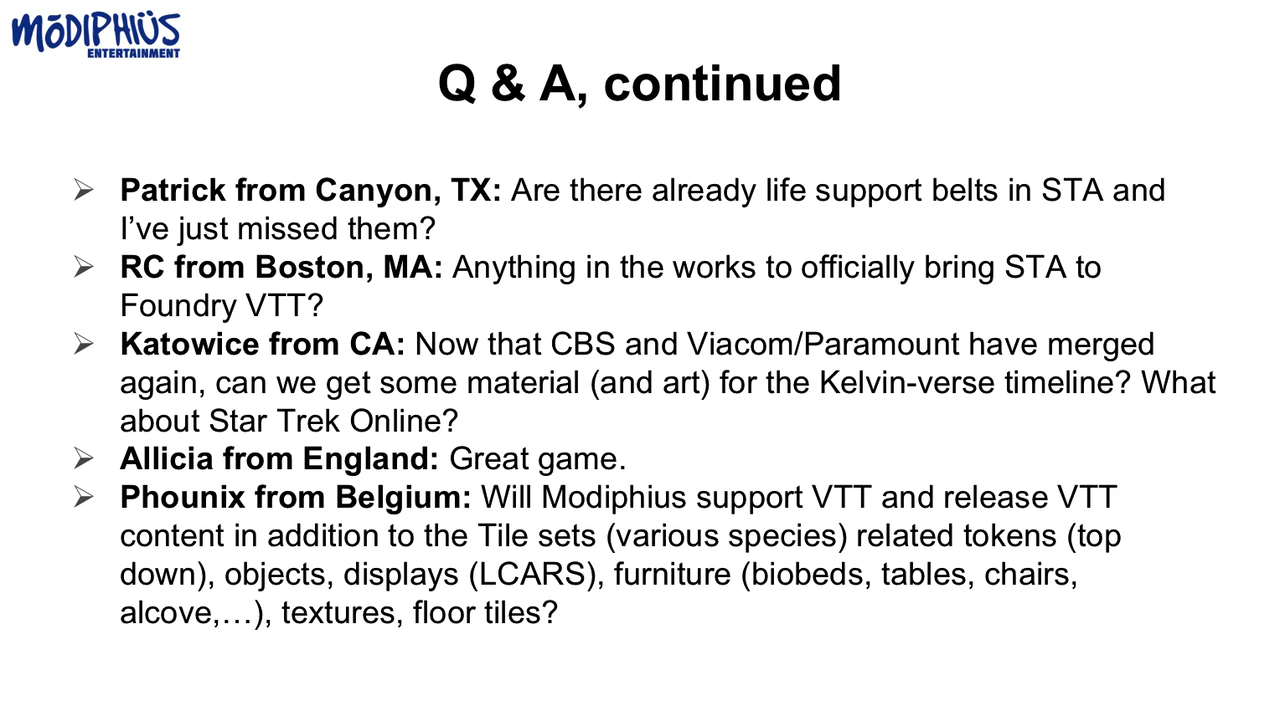 MōDIPHIÜS
ENTERTAINMENT
Q & A, continued
➢ Patrick from Canyon, TX: Are there already life support belts in STA and
I’ve just missed them?
➢ RC from Boston, MA: Anything in the works to officially bring STA to
Foundry VTT?
➢ Katowice from CA: Now that CBS and Viacom/Paramount have merged
again, can we get some material (and art) for the Kelvin-verse timeline? What
about Star Trek Online?
➢ Allicia from England: Great game.
➢ Phounix from Belgium: Will Modiphius support VTT and release VTT
content in addition to the Tile sets (various species) related tokens (top
down), objects, displays (LCARS), furniture (biobeds, tables, chairs,
alcove,…), textures, floor tiles?